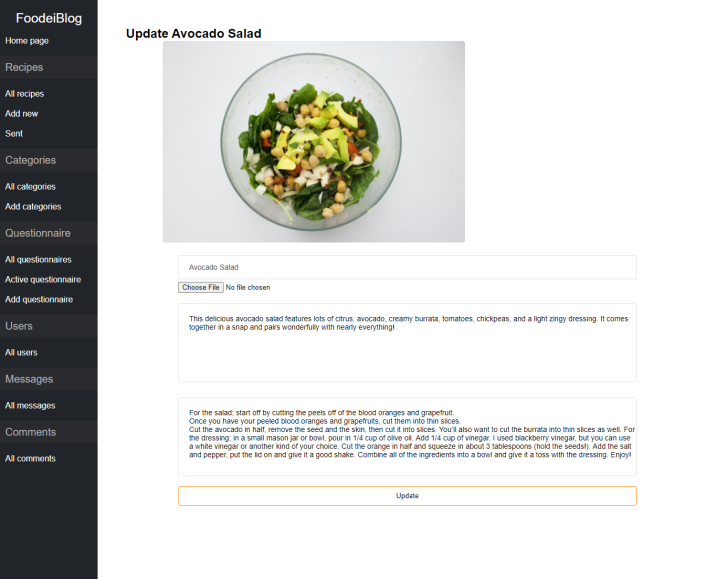 FoodeiBlog
Home page
Recipes
All recipes
Add new
Sent
Categories
All categories
Add categories
Questionnaire
All questionnaires
Active questionnaire
Add questionnaire
Users
All users
Messages
All messages
Comments
All comments
Update Avocado Salad
Avocado Salad
Choose File No file chosen
This delicious avocado salad features lots of citrus, avocado, creamy burrata, tomatoes, chickpeas, and a light zingy dressing. It comes
together in a snap and pairs wonderfully with nearly everything!
For the salad; start off by cutting the peels off of the blood oranges and grapefruit.
Once you have your peeled blood oranges and grapefruits, cut them into thin slices.
Cut the avocado in half, remove the seed and the skin, then cut it into slices. You'll also want to cut the burrata into thin slices as well. For
the dressing; in a small mason jar or bowl, pour in 1/4 cup of olive oil. Add 1/4 cup of vinegar. I used blackberry vinegar, but you can use
a white vinegar or another kind of your choice. Cut the orange in half and squeeze in about 3 tablespoons (hold the seeds!). Add the salt
and pepper, put the lid on and give it a good shake. Combine all of the ingredients into a bowl and give it a toss with the dressing. Enjoy!
Update